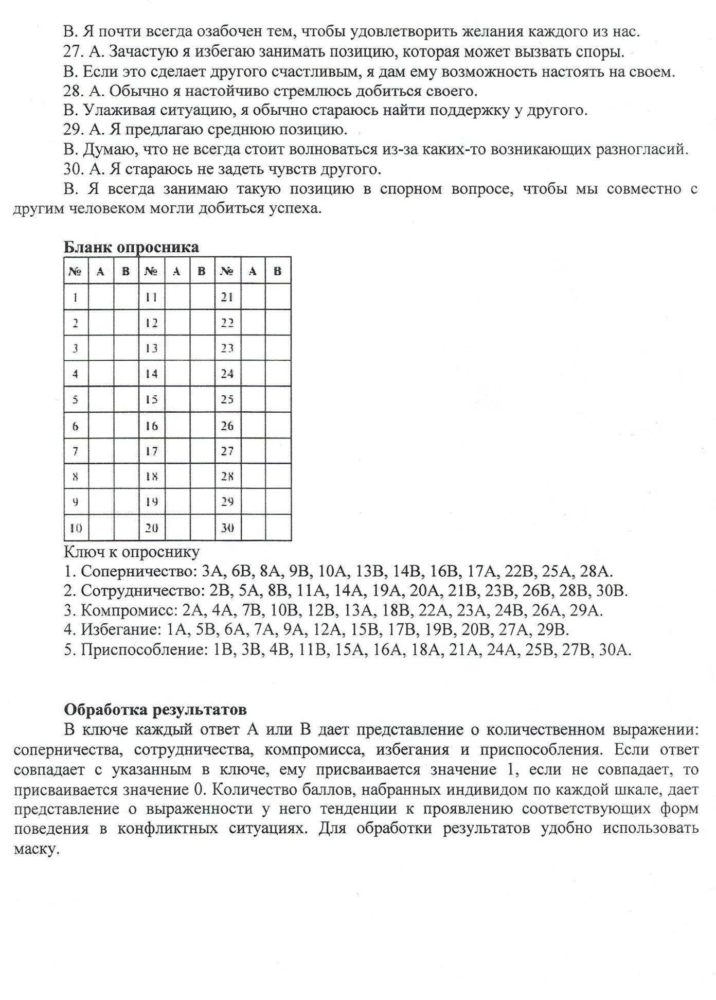 В. Я почти всегда озабочен тем, чтобы удовлетворить желания каждого из нас.
27. А. Зачастую я избегаю занимать позицию, которая может вызвать споры.
В. Если это сделает другого счастливым, я дам ему возможность настоять на своем.
28. А. Обычно я настойчиво стремлюсь добиться своего.
В. Улаживая ситуацию, я обычно стараюсь найти поддержку у другого.
29. А. Я предлагаю среднюю позицию.
В. Думаю, что не всегда стоит волноваться из-за каких-то возникающих разногласий.
30. А. Я стараюсь не задеть чувств другого.
В. Я всегда занимаю такую позицию в спорном вопросе, чтобы мы совместно с
другим человеком могли добиться успеха.
Бланк опросника
№ А В № А В № А В
1 11 21
2 12 22
3 13 23
4 14 24
5 15 25
6 16 26
7 17 27
8 18 28
9 19 29
10 20 30
Ключ к опроснику
1. Соперничество: 3А, 6В, 8А, 9В, 10А, 13В, 14В, 16В, 17А, 22В, 25А, 28А.
2. Сотрудничество: 2В, 5А, 8В, 11А, 14А, 19А, 20А, 21В, 23В, 26В, 28В, 30В.
3. Компромисс: 2А, 4А, 7В, 10В, 12В, 13А, 18В, 22А, 23А, 24В, 26А, 29А.
4. Избегание: 1А, 5В, 6А, 7А, 9А, 12А, 15В, 17В, 19В, 20В, 27А, 29В.
5. Приспособление: 1В, 3В, 4В, 11В, 15А, 16А, 18А, 21А, 24А, 25В, 27В, 30А.
Обработка результатов
В ключе каждый ответ А или В дает представление о количественном выражении:
соперничества, сотрудничества, компромисса, избегания и приспособления. Если ответ
совпадает с указанным в ключе, ему присваивается значение 1, если не совпадает, то
присваивается значение 0. Количество баллов, набранных индивидом по каждой шкале, дает
представление о выраженности у него тенденции к проявлению соответствующих форм
поведения в конфликтных ситуациях. Для обработки результатов удобно использовать
маску.